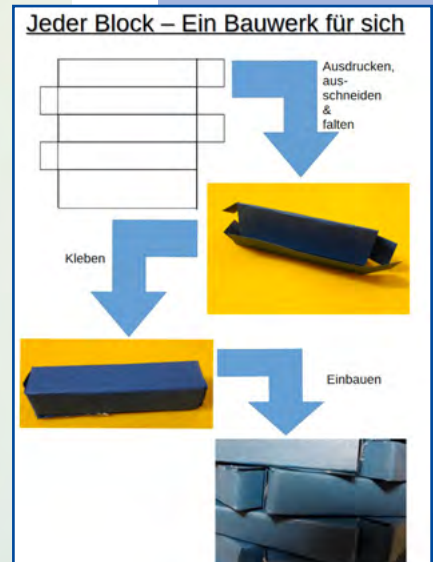 Jeder Block – Ein Bauwerk für sich
Ausdrucken,
aus-
schneiden
&
falten
Kleben
Einbauen